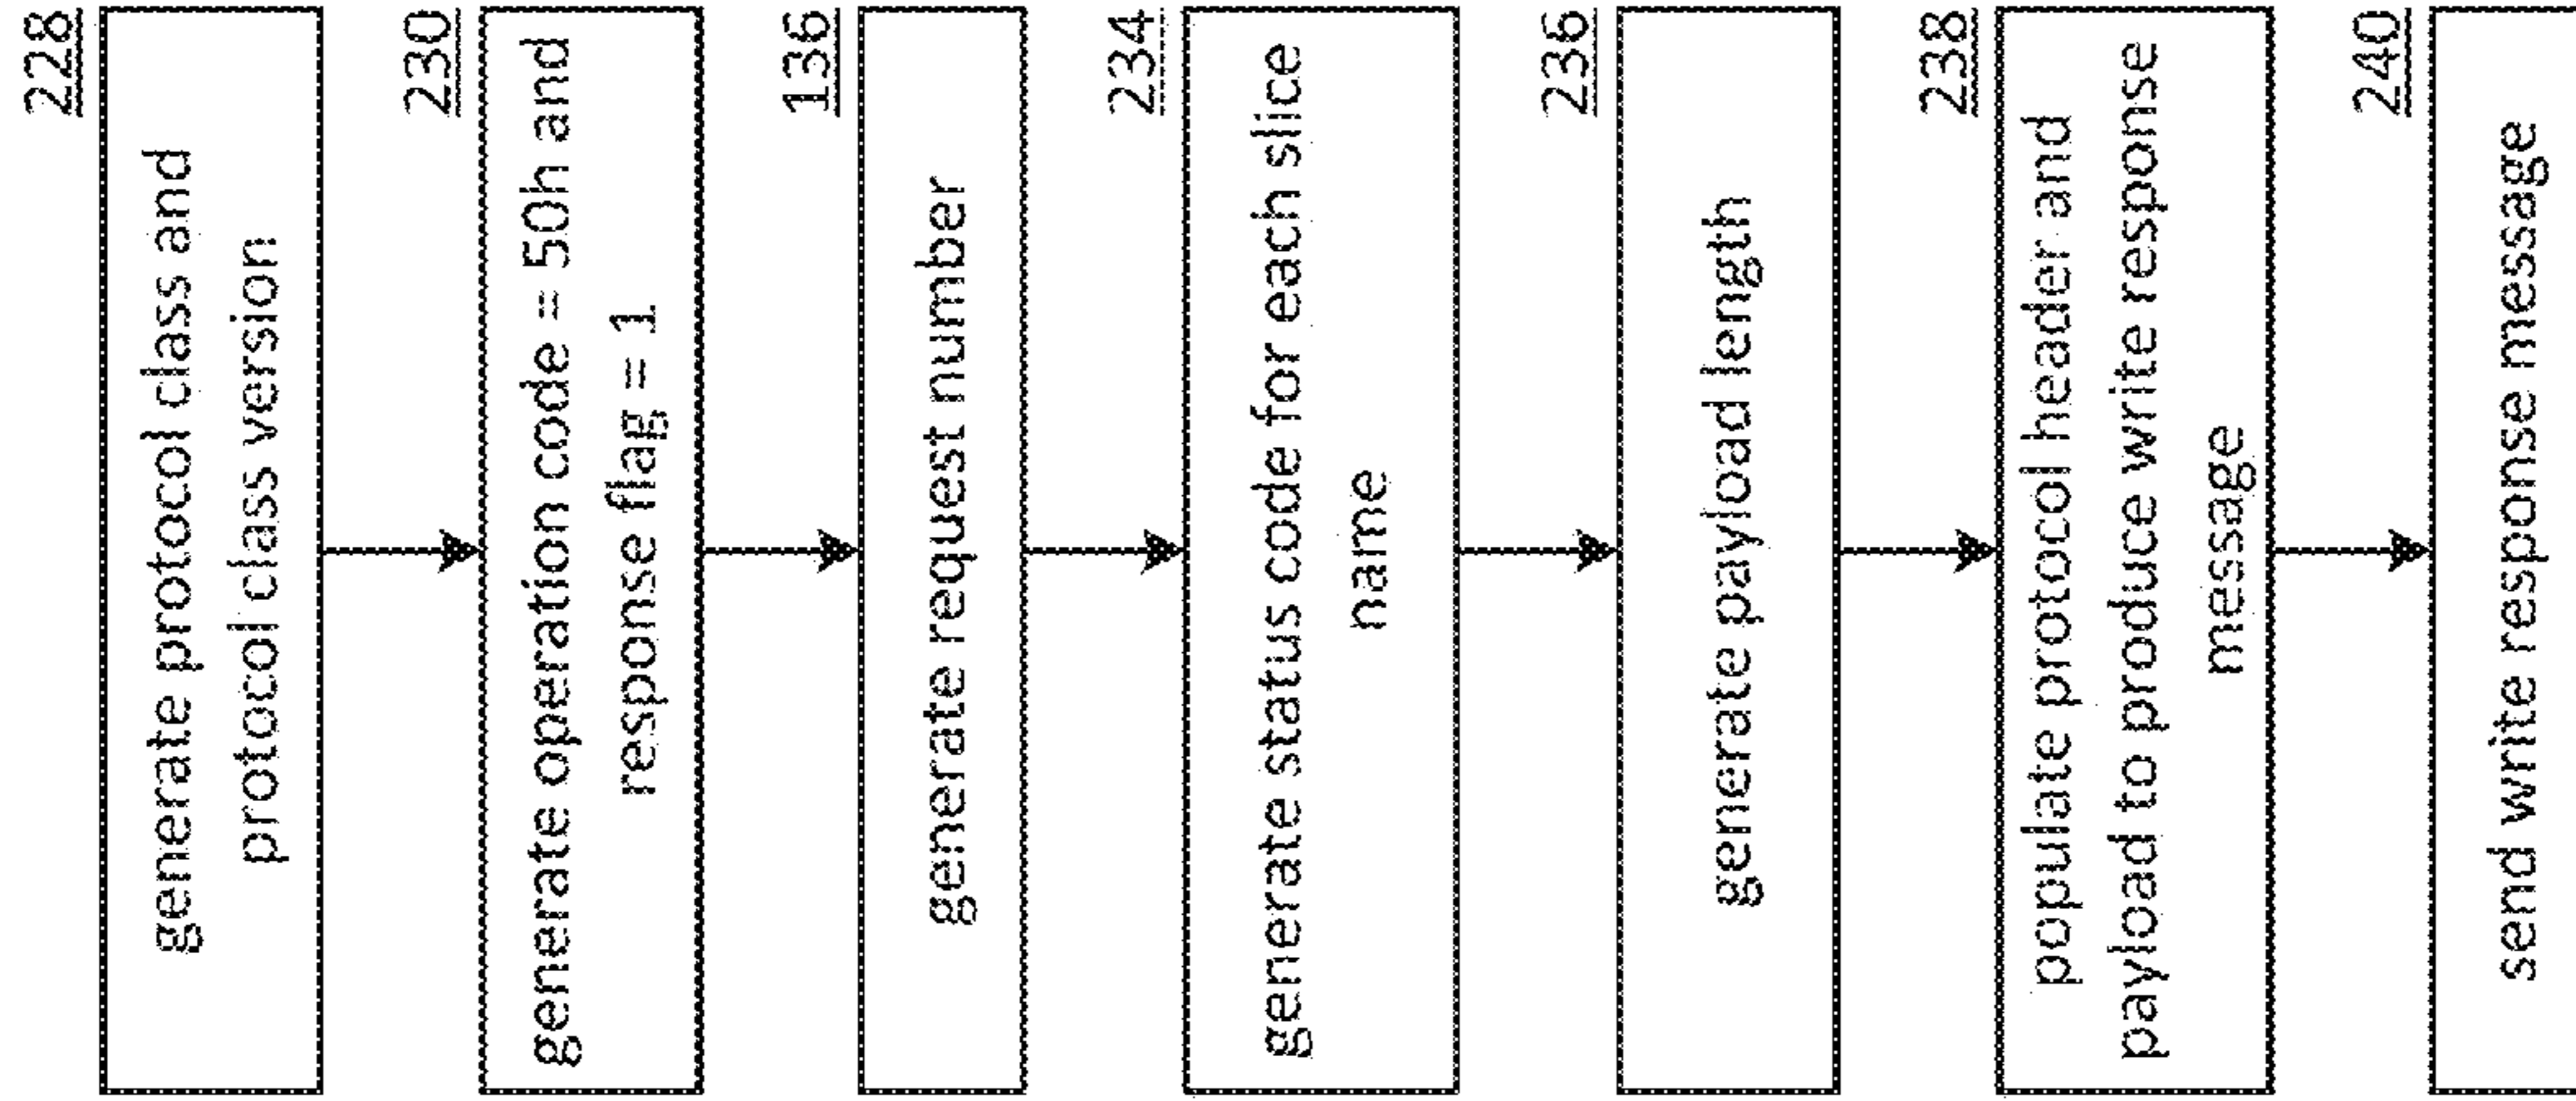 228
generate protocol class and
protocol class version
230
generate operation code = 50h and
response flag = 1
136
generate request number
234
generate status code for each slice
name
236
generate payload length
238
populate protocol header and
payload to produce write response
message
240
send write response message